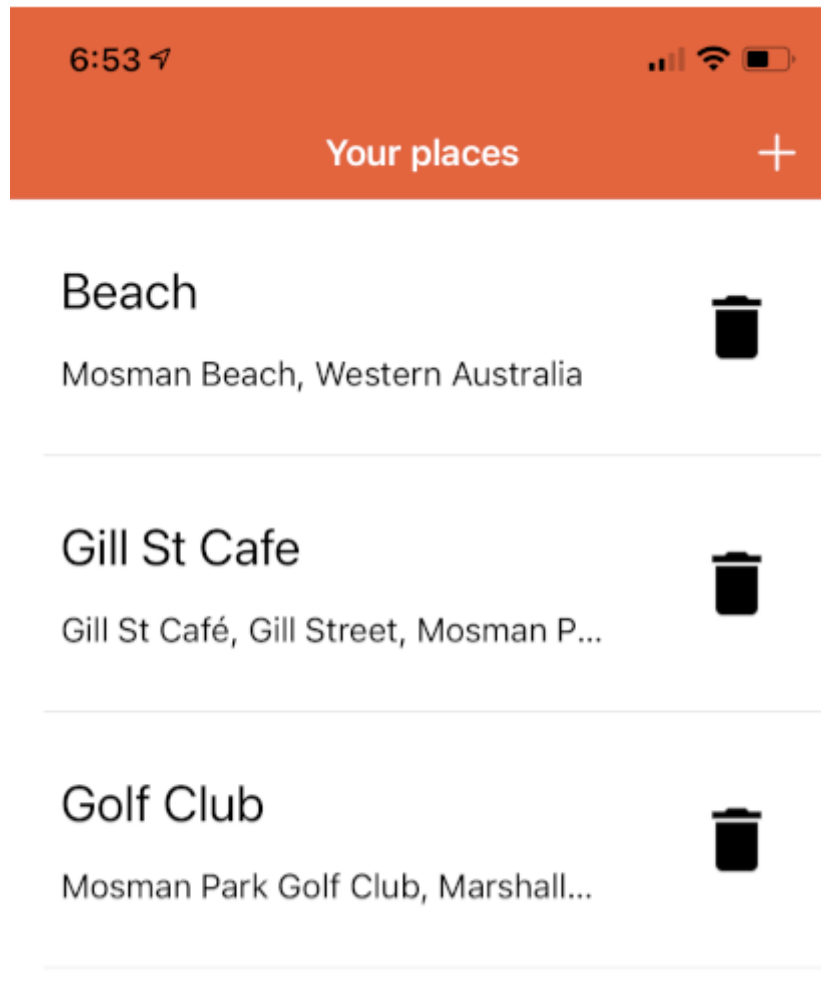 6:53
Your places
Beach
Mosman Beach, Western Australia
Gill St Cafe
Gill St Café, Gill Street, Mosman P...
Golf Club
Mosman Park Golf Club, Marshall...